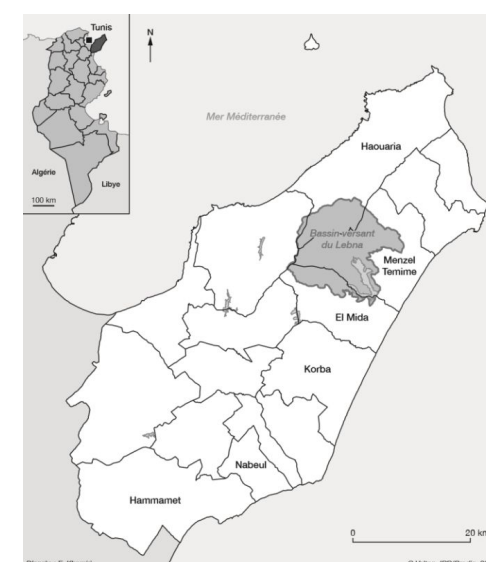 Tunis
N
Mer Méditerranée
Algérie
Libye
100 km
Haouaria
Bassin-versant
du Lebna
Menzel
Temime
El Mida
Korba
Nabeul
Hammamet
0 20 km